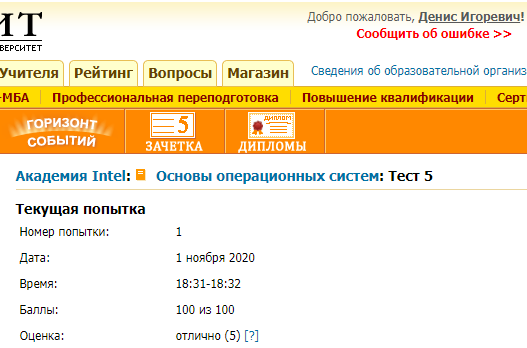 ИТ
ВЕРСИТЕТ
Добро пожаловать, Денис Игоревич!
Сообщить об ошибке >>
Учителя Рейтинг Вопросы Магазин
Сведения об образовательной организ
-МБА Профессиональная переподготовка Повышение квалификации Серт
ГОРИЗОНТ
СОБЫТИЙ
5
ЗАЧЕТКА
ДИПЛОМ
ДИПЛОМЫ
Академия Intel: Основы операционных систем: Тест 5
Текущая попытка
Номер попытки: 1
Дата: 1 ноября 2020
Время: 18:31-18:32
Баллы: 100 из 100
Оценка: отлично (5) [?]